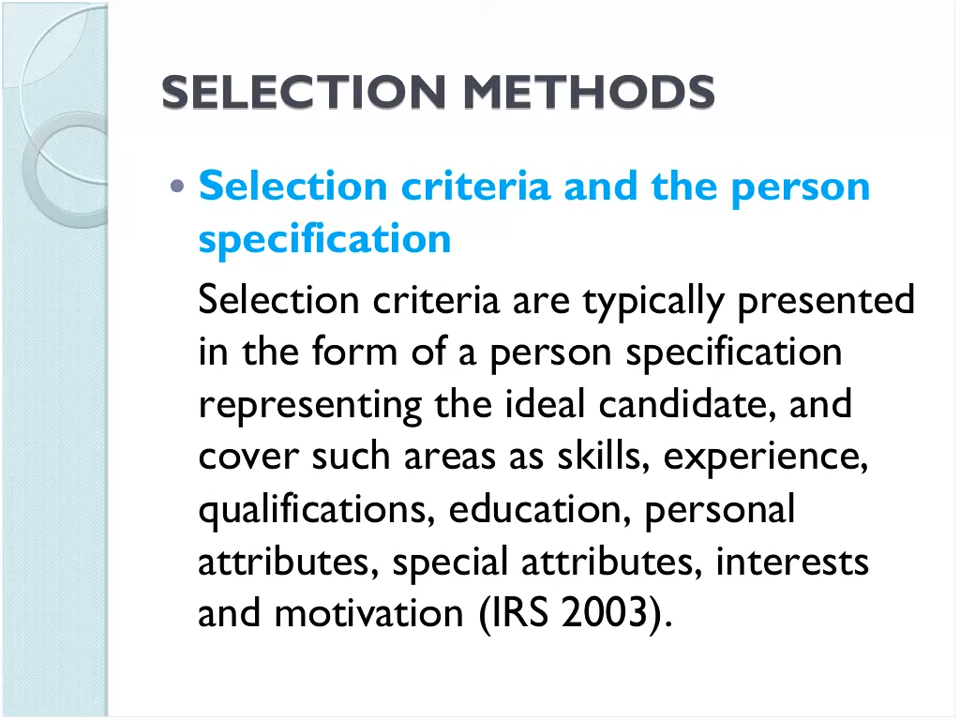 SELECTION METHODS
• Selection criteria and the person
specification
Selection criteria are typically presented
in the form of a person specification
representing the ideal candidate, and
cover such areas as skills, experience,
qualifications, education, personal
attributes, special attributes, interests
and motivation (IRS 2003).